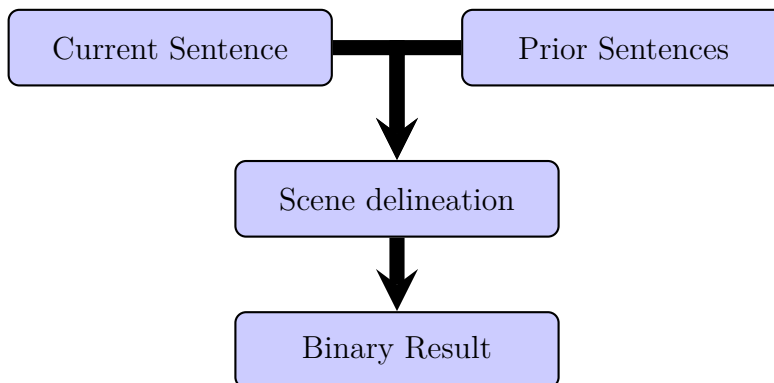 Current Sentence
Prior Sentences
Scene delineation
Binary Result